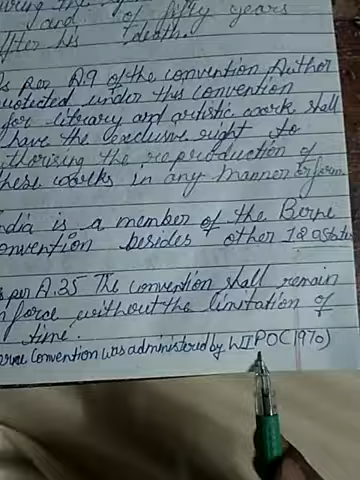 and of fifty years
After his death.
As per A.9 of the convention Author
protected under this convention
for literary and artistic work shall
have the exclusive right to
authorising the reproduction of
these works in any manner or form.
India is a member of the Berne
Convention besides other
As per A.35 The Convention shall remain
in force without the limitation of
time.
Berne Convention was administered by WIPO (1970)